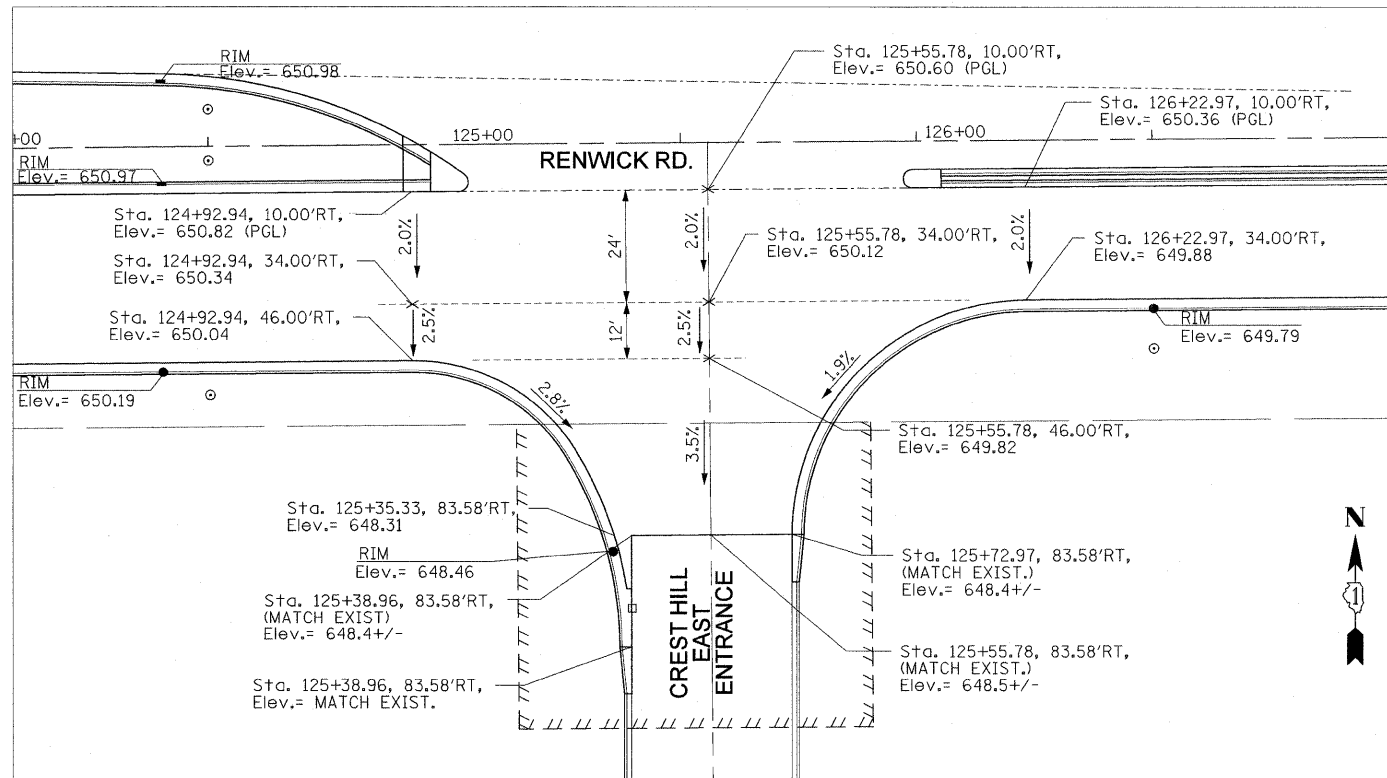 RIM
Elev.= 650.98
Sta. 125+55.78, 10.00'RT,
Elev.= 650.60 (PGL)
Sta. 126+22.97, 10.00'RT,
Elev.= 650.36 (PGL)
+00
125+00
126+00
RENWICK RD.
RIM
Elev.= 650.97
Sta. 124+92.94, 10.00'RT,
Elev.= 650.82 (PGL)
2.0%
24'
2.0%
2.0%
Sta. 125+55.78, 34.00'RT,
Elev.= 650.12
Sta. 126+22.97, 34.00'RT,
Elev.= 649.88
Sta. 124+92.94, 34.00'RT,
Elev.= 650.34
Sta. 124+92.94, 46.00'RT,
Elev.= 650.04
2.5%
12'
2.5%
RIM
Elev.= 649.79
RIM
Elev.= 650.19
2.8%
1.9%
3.5%
Sta. 125+55.78, 46.00'RT,
Elev.= 649.82
Sta. 125+35.33, 83.58'RT,
Elev.= 648.31
RIM
Elev.= 648.46
Sta. 125+38.96, 83.58'RT,
(MATCH EXIST)
Elev.= 648.4+/-
Sta. 125+38.96, 83.58'RT,
Elev.= MATCH EXIST.
CREST HILL
EAST
ENTRANCE
Sta. 125+72.97, 83.58'RT,
(MATCH EXIST.)
Elev.= 648.4+/-
Sta. 125+55.78, 83.58'RT,
(MATCH EXIST.)
Elev.= 648.5+/-
N
1